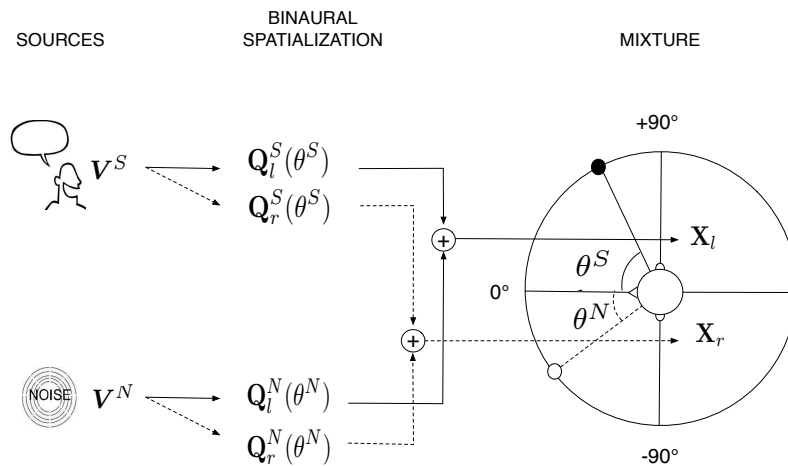 SOURCES
BINAURAL
SPATIALIZATION
MIXTURE
+90°
V^S
Q_l^S(θ^S)
Q_r^S(θ^S)
+
X_l
θ^S
0°
θ^N
+
X_r
NOISE
V^N
Q_l^N(θ^N)
Q_r^N(θ^N)
-90°